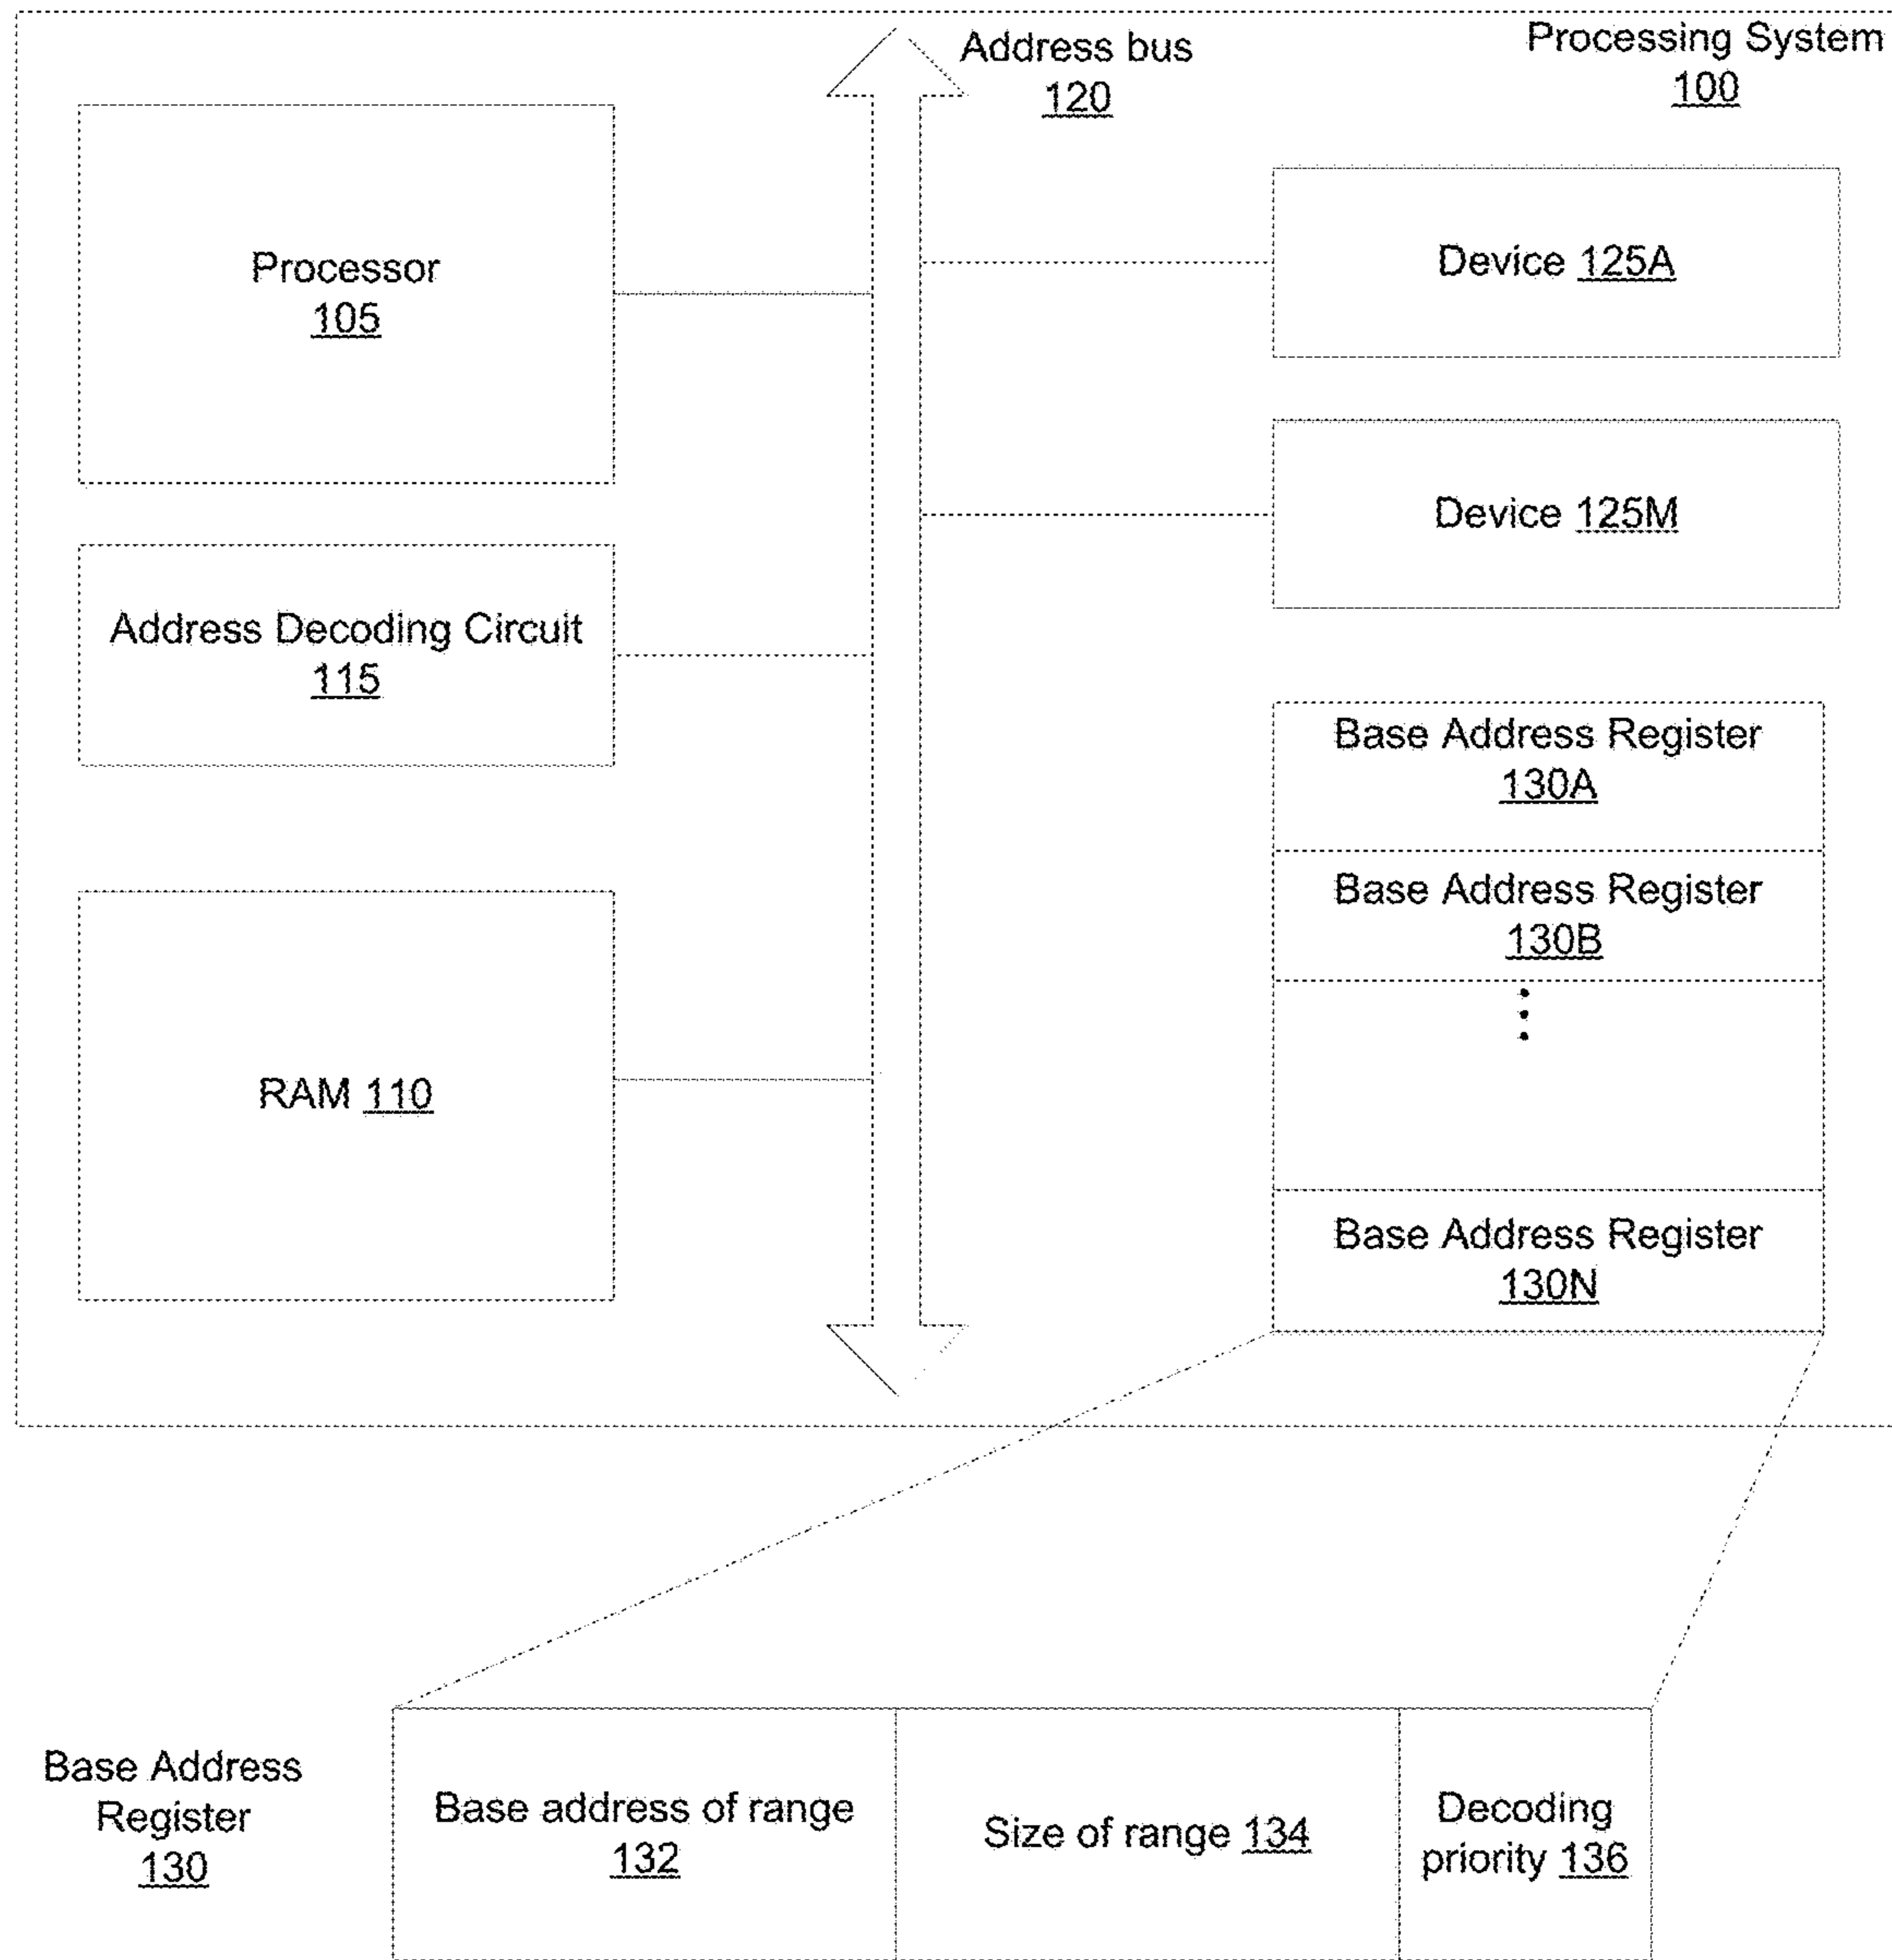 Address bus
120
Processing System
100
Processor
105
Device 125A
Device 125M
Address Decoding Circuit
115
Base Address Register
130A
Base Address Register
130B
RAM 110
Base Address Register
130N
Base Address
Register
130
Base address of range
132
Size of range 134
Decoding
priority 136